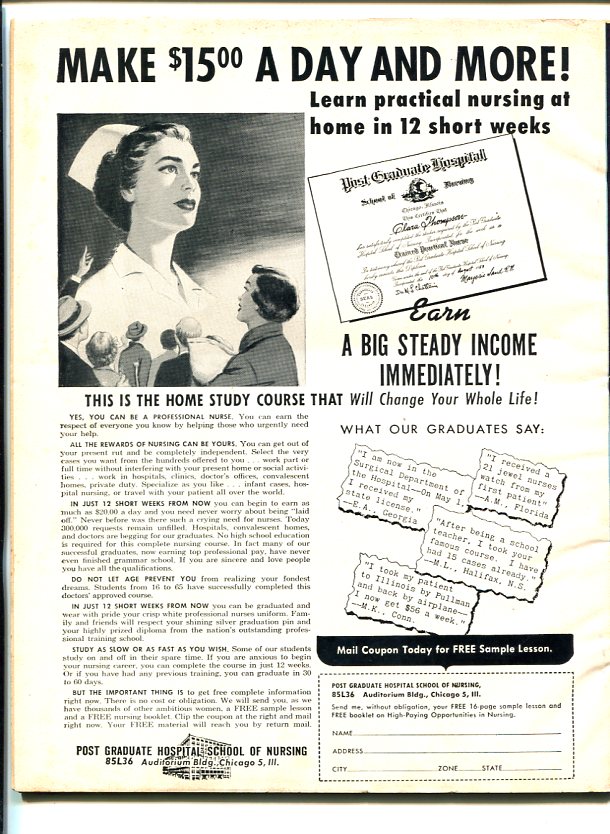 MAKE $15⁰⁰ A DAY AND MORE!
Learn practical nursing at
home in 12 short weeks
Post Graduate Hospital
School of Nursing
Chicago, Illinois
This Certifies That
Clara Thompson
Trained Practical Nurse
Earn
A BIG STEADY INCOME
IMMEDIATELY!
THIS IS THE HOME STUDY COURSE THAT Will Change Your Whole Life!
YES, YOU CAN BE A PROFESSIONAL NURSE. You can earn the
respect of everyone you know by helping those who urgently need
your help.
ALL THE REWARDS OF NURSING CAN BE YOURS. You can get out of
your present rut and be completely independent. Select the very
cases you want from the hundreds offered to you . . . work part or
full time without interfering with your present home or social activi-
ties . . . work in hospitals, clinics, doctor's offices, convalescent
homes, private duty. Specialize as you like . . . infant cases, hos-
pital nursing, or travel with your patient all over the world.
IN JUST 12 SHORT WEEKS FROM NOW you can begin to earn as
much as $20.00 a day and you need never worry about being "laid
off." Never before was there such a crying need for nurses. Today
300,000 requests remain unfilled. Hospitals, convalescent homes,
and doctors are begging for our graduates. No high school education
is required for this complete nursing course. In fact many of our
successful graduates, now earning top professional pay, have never
even finished grammar school. If you are sincere and love people
you have all the qualifications.
DO NOT LET AGE PREVENT YOU from realizing your fondest
dreams. Students from 16 to 65 have successfully completed this
doctors' approved course.
IN JUST 12 SHORT WEEKS FROM NOW you can be graduated
and wear with pride your crisp white professional nurses uniform. Fam-
ily and friends will respect your shining silver graduation pin and
your highly prized diploma from the nation's outstanding profes-
sional training school.
STUDY AS SLOW OR AS FAST AS YOU WISH. Some of our students
study on and off in their spare time. If you are anxious to begin
your nursing career, you can complete the course in just 12 weeks.
Or if you have had any previous training, you can graduate in 30
to 60 days.
BUT THE IMPORTANT THING IS to get free complete information
right now. There is no cost or obligation. We will send you, as we
have thousands of other ambitious women, a FREE sample lesson
and a FREE nursing booklet. Clip the coupon at the right and mail
right now. Your FREE material will reach you by return mail.
POST GRADUATE HOSPITAL SCHOOL OF NURSING
85L36 Auditorium Bldg., Chicago 5, Ill.
WHAT OUR GRADUATES SAY:
"I am now in the
Surgical Department of
the Hospital—On May 1,
I received my
state license."
—E.A., Georgia
"I received a
21 jewel nurses
watch from my
first patient"
—A.M., Florida
"After being a school
teacher, I took your
famous course. I have
had 15 cases already."
—M.L., Halifax, N.S.
"I took my patient
to Illinois by Pullman
and back by airplane—
I now get $56 a week."
—M.K., Conn.
Mail Coupon Today for FREE Sample Lesson.
POST GRADUATE HOSPITAL SCHOOL OF NURSING,
85L36 Auditorium Bldg., Chicago 5, Ill.
Send me, without obligation, your FREE 16-page sample lesson and
FREE booklet on High-Paying Opportunities in Nursing.
NAME
ADDRESS
CITY ZONE STATE